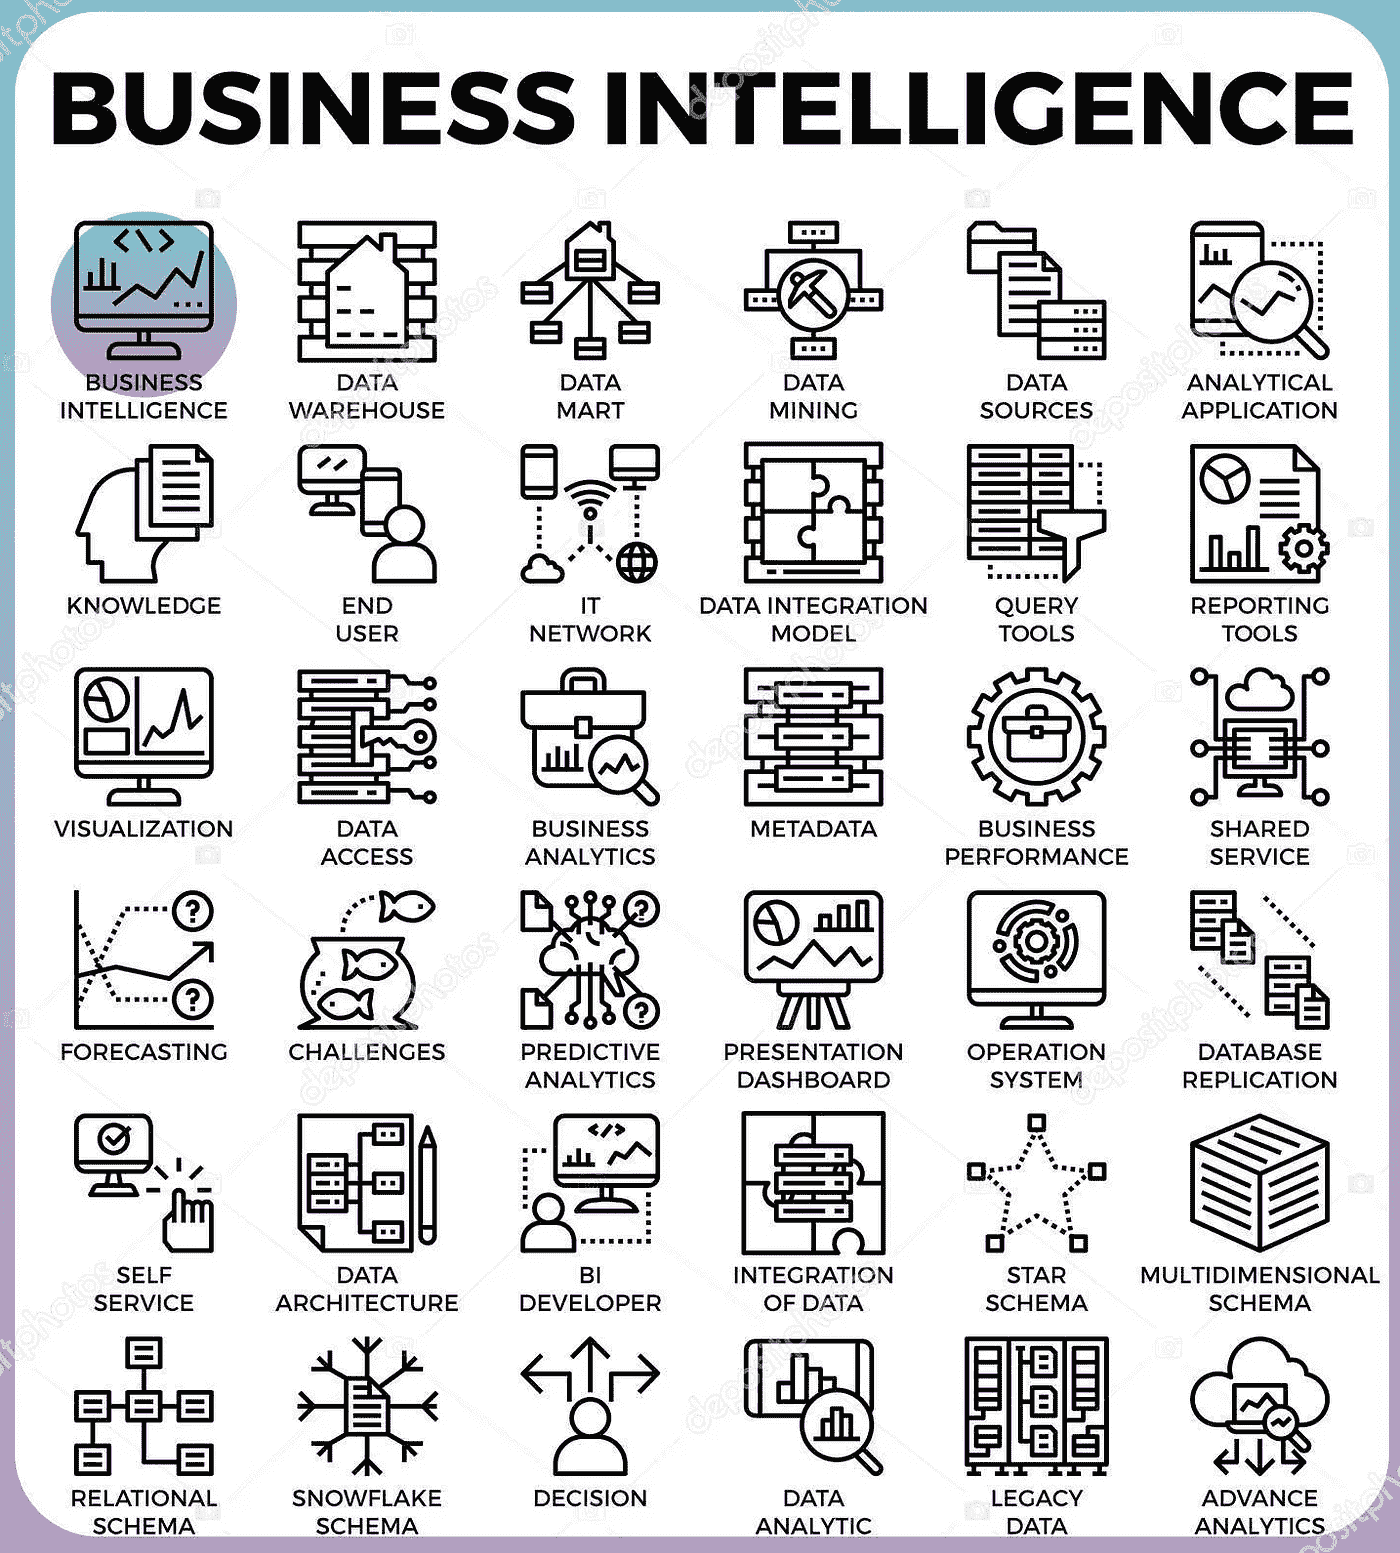 BUSINESS INTELLIGENCE
BUSINESS
INTELLIGENCE
DATA
WAREHOUSE
DATA
MART
DATA
MINING
DATA
SOURCES
ANALYTICAL
APPLICATION
KNOWLEDGE
END
USER
IT
NETWORK
DATA INTEGRATION
MODEL
QUERY
TOOLS
REPORTING
TOOLS
VISUALIZATION
DATA
ACCESS
BUSINESS
ANALYTICS
METADATA
BUSINESS
PERFORMANCE
SHARED
SERVICE
FORECASTING
CHALLENGES
PREDICTIVE
ANALYTICS
PRESENTATION
DASHBOARD
OPERATION
SYSTEM
DATABASE
REPLICATION
SELF
SERVICE
DATA
ARCHITECTURE
BI
DEVELOPER
INTEGRATION
OF DATA
STAR
SCHEMA
MULTIDIMENSIONAL
SCHEMA
RELATIONAL
SCHEMA
SNOWFLAKE
SCHEMA
DECISION
DATA
ANALYTIC
LEGACY
DATA
ADVANCE
ANALYTICS
depositphotos